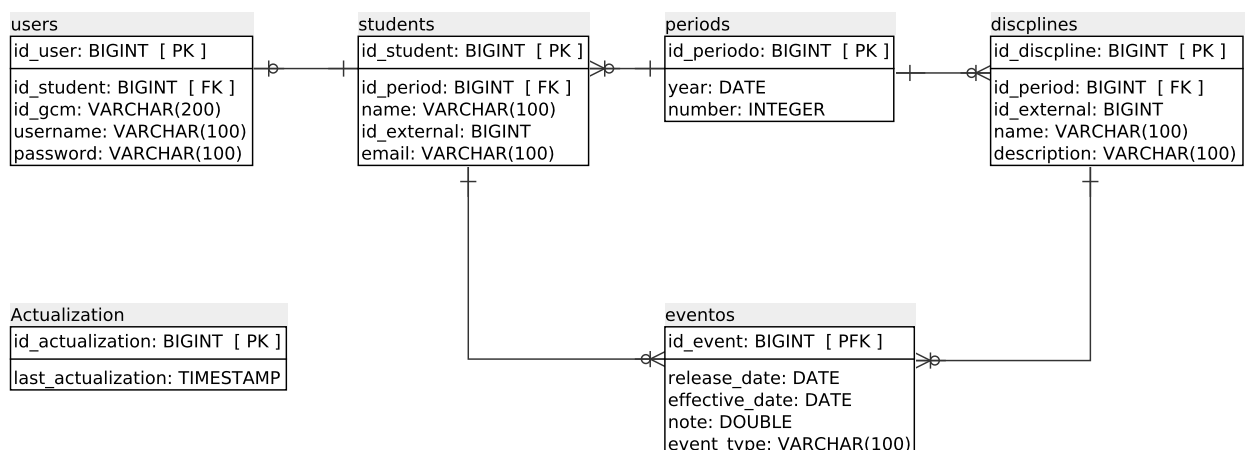 users
id_user: BIGINT [ PK ]
id_student: BIGINT [ FK ]
id_gcm: VARCHAR(200)
username: VARCHAR(100)
password: VARCHAR(100)
students
id_student: BIGINT [ PK ]
id_period: BIGINT [ FK ]
name: VARCHAR(100)
id_external: BIGINT
email: VARCHAR(100)
periods
id_periodo: BIGINT [ PK ]
year: DATE
number: INTEGER
discplines
id_discpline: BIGINT [ PK ]
id_period: BIGINT [ FK ]
id_external: BIGINT
name: VARCHAR(100)
description: VARCHAR(100)
Actualization
id_actualization: BIGINT [ PK ]
last_actualization: TIMESTAMP
eventos
id_event: BIGINT [ PFK ]
release_date: DATE
effective_date: DATE
note: DOUBLE
event_type: VARCHAR(100)